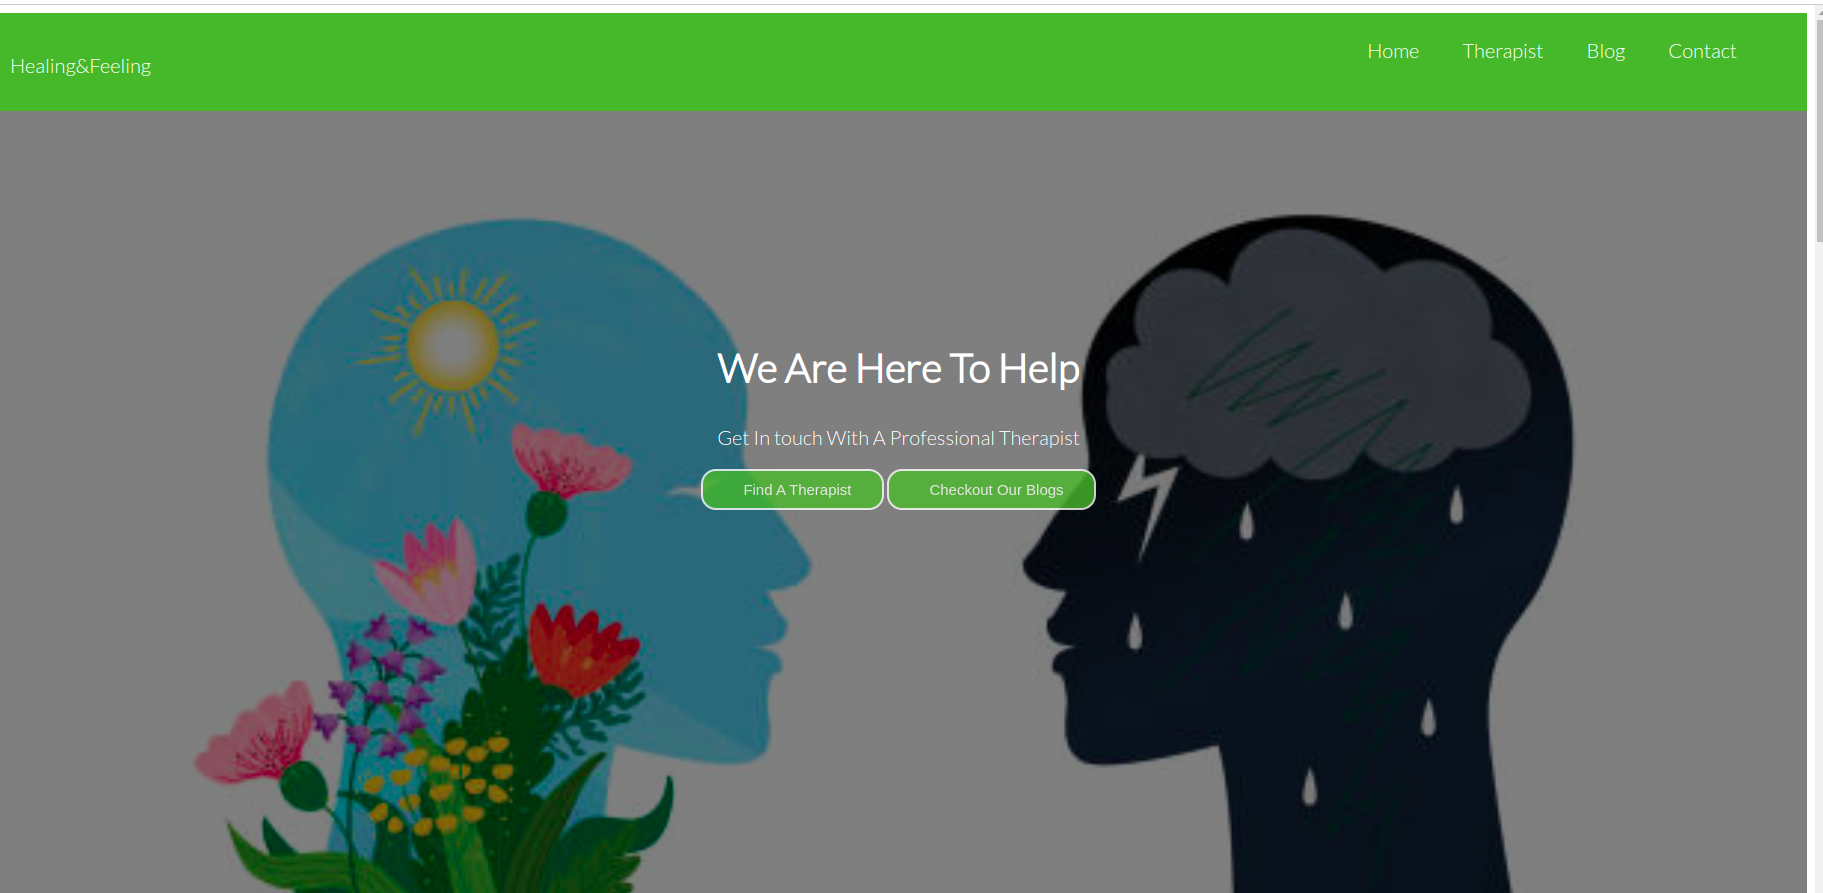 Healing&Feeling
Home Therapist Blog Contact
We Are Here To Help
Get In touch With A Professional Therapist
Find A Therapist Checkout Our Blogs